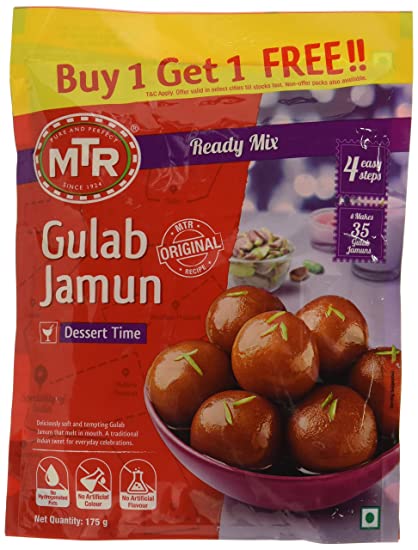 Buy 1 Get 1 FREE!!
T&C Apply. Offer valid in select cities till stocks last. Non-offer packs also available.
PURE AND PERFECT
MTR
®
SINCE 1924
Ready Mix
4 easy
steps
Makes
35
Gulab
Jamuns
MTR
ORIGINAL
RECIPE
Gulab
Jamun
Dessert Time
Deliciously soft and tempting Gulab
Jamun that melt in mouth. A traditional
Indian sweet for everyday celebrations.
No
Hydrogenated
Fats
No Artificial
Colour
No Artificial
Flavour
Net Quantity: 175 g